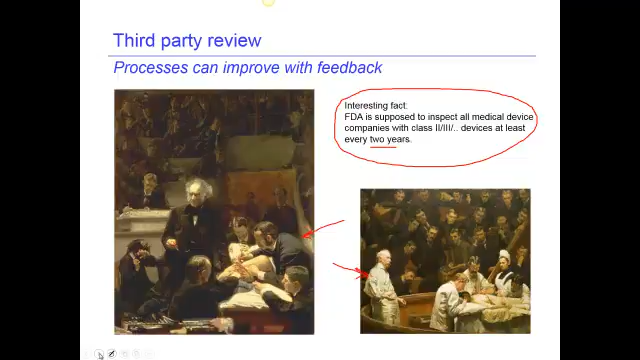 Third party review
Processes can improve with feedback
Interesting fact:
FDA is supposed to inspect all medical device
companies with class II/III/.. devices at least
every two years.